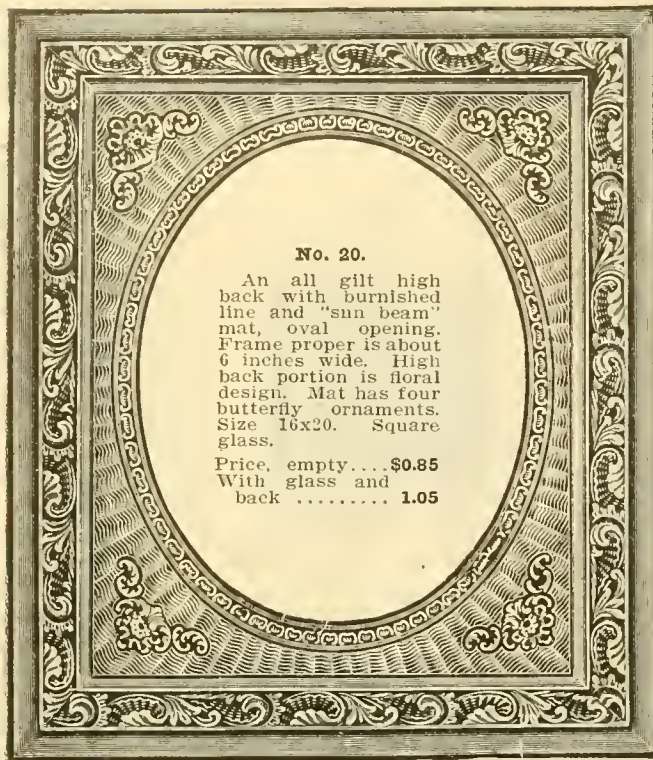 No. 20.
An all gilt high
back with burnished
line and "sun beam"
mat, oval opening.
Frame proper is about
6 inches wide. High
back portion is floral
design. Mat has four
butterfly ornaments.
Size 16x20. Square
glass.
Price, empty....$0.85
With glass and
back ......... 1.05